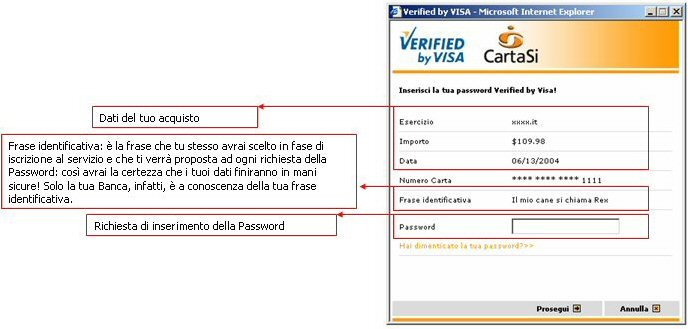 Verified by VISA - Microsoft Internet Explorer
VERIFIED
by VISA
CartaSi
Inserisci la tua password Verified by Visa!
Dati del tuo acquisto
Esercizio xxxx.it
Importo $109.98
Data 06/13/2004
Numero Carta **** **** **** 1111
Frase identificativa: è la frase che tu stesso avrai scelto in fase di
iscrizione al servizio e che ti verrà proposta ad ogni richiesta della
Password: così avrai la certezza che i tuoi dati finiranno in mani
sicure! Solo la tua Banca, infatti, è a conoscenza della tua frase
identificativa.
Frase identificativa Il mio cane si chiama Rex
Richiesta di inserimento della Password
Password
Hai dimenticato la tua password?>>
Prosegui
Annulla